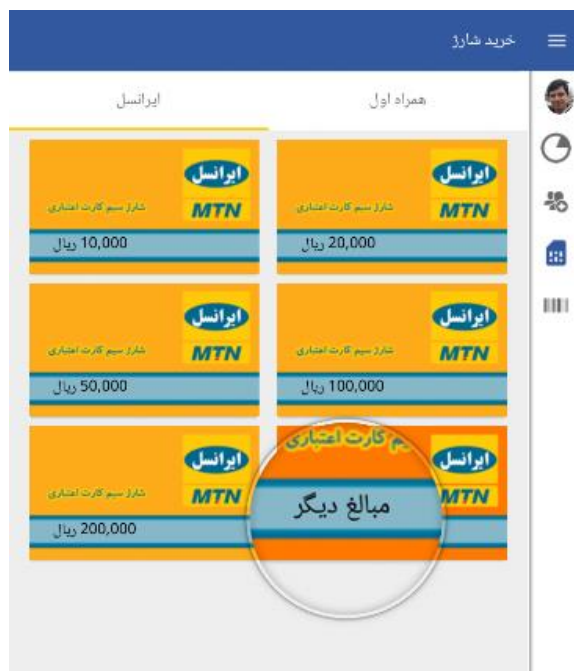 خرید شارژ
همراه اول
ایرانسل
ایرانسل
MTN
شارژ سیم کارت اعتباری
20,000 ریال
ایرانسل
MTN
شارژ سیم کارت اعتباری
10,000 ریال
ایرانسل
MTN
شارژ سیم کارت اعتباری
100,000 ریال
ایرانسل
MTN
شارژ سیم کارت اعتباری
50,000 ریال
ایرانسل
MTN
سیم کارت اعتباری
مبالغ دیگر
ایرانسل
MTN
شارژ سیم کارت اعتباری
200,000 ریال